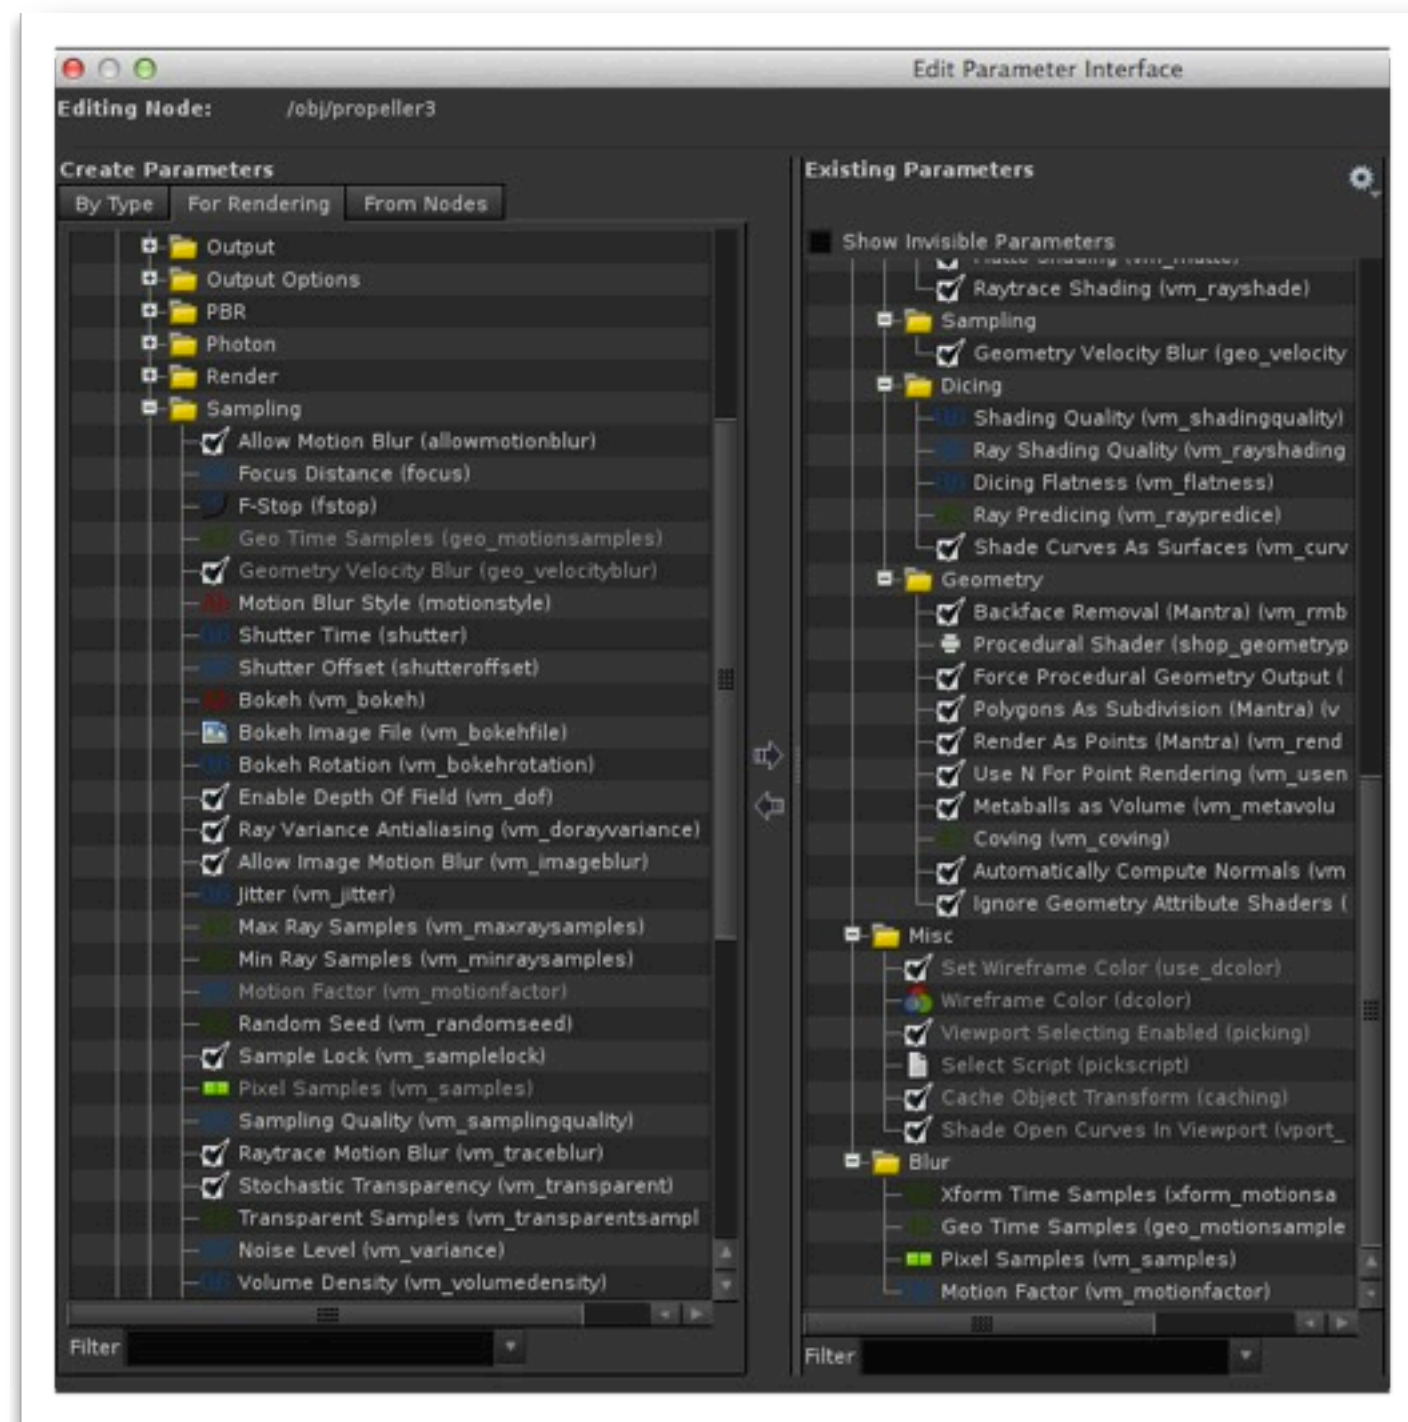 Edit Parameter Interface
Editing Node: /obj/propeller3
Create Parameters
By Type For Rendering From Nodes
Output
Output Options
PBR
Photon
Render
Sampling
Allow Motion Blur (allowmotionblur)
Focus Distance (focus)
F-Stop (fstop)
Geo Time Samples (geo_motionsamples)
Geometry Velocity Blur (geo_velocityblur)
Motion Blur Style (motionstyle)
Shutter Time (shutter)
Shutter Offset (shutteroffset)
Bokeh (vm_bokeh)
Bokeh Image File (vm_bokehfile)
Bokeh Rotation (vm_bokehrotation)
Enable Depth Of Field (vm_dof)
Ray Variance Antialiasing (vm_dorayvariance)
Allow Image Motion Blur (vm_imageblur)
Jitter (vm_jitter)
Max Ray Samples (vm_maxraysamples)
Min Ray Samples (vm_minraysamples)
Motion Factor (vm_motionfactor)
Random Seed (vm_randomseed)
Sample Lock (vm_samplelock)
Pixel Samples (vm_samples)
Sampling Quality (vm_samplingquality)
Raytrace Motion Blur (vm_traceblur)
Stochastic Transparency (vm_transparent)
Transparent Samples (vm_transparentsampl
Noise Level (vm_variance)
Volume Density (vm_volumedensity)
Filter
Existing Parameters
Show Invisible Parameters
Raytrace Shading (vm_rayshade)
Sampling
Geometry Velocity Blur (geo_velocity
Dicing
Shading Quality (vm_shadingquality)
Ray Shading Quality (vm_rayshading
Dicing Flatness (vm_flatness)
Ray Predicing (vm_raypredice)
Shade Curves As Surfaces (vm_curv
Geometry
Backface Removal (Mantra) (vm_rmb
Procedural Shader (shop_geometryp
Force Procedural Geometry Output (
Polygons As Subdivision (Mantra) (v
Render As Points (Mantra) (vm_rend
Use N For Point Rendering (vm_usen
Metaballs as Volume (vm_metavolu
Coving (vm_coving)
Automatically Compute Normals (vm
Ignore Geometry Attribute Shaders (
Misc
Set Wireframe Color (use_dcolor)
Wireframe Color (dcolor)
Viewport Selecting Enabled (picking)
Select Script (pickscript)
Cache Object Transform (caching)
Shade Open Curves In Viewport (vport_
Blur
Xform Time Samples (xform_motionsa
Geo Time Samples (geo_motionsample
Pixel Samples (vm_samples)
Motion Factor (vm_motionfactor)
Filter